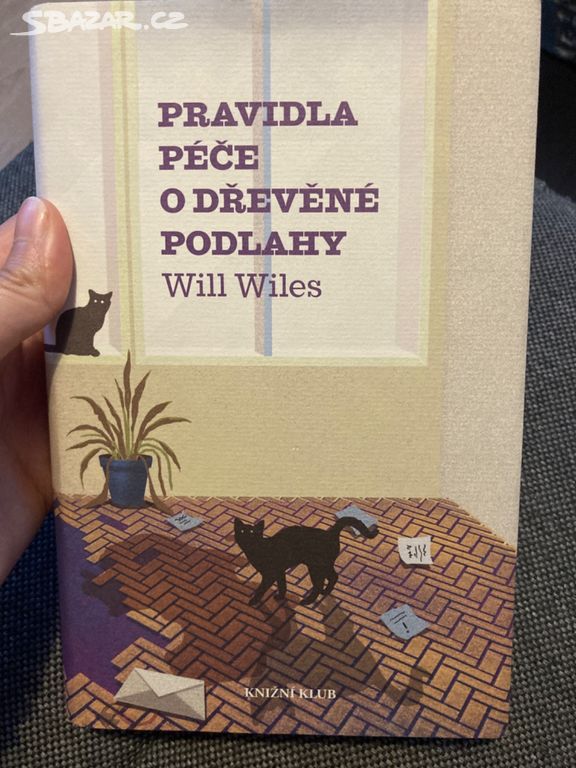 SBAZAR.CZ
PRAVIDLA
PÉČE
O DŘEVĚNÉ
PODLAHY
Will Wiles
!
KNIŽNÍ KLUB